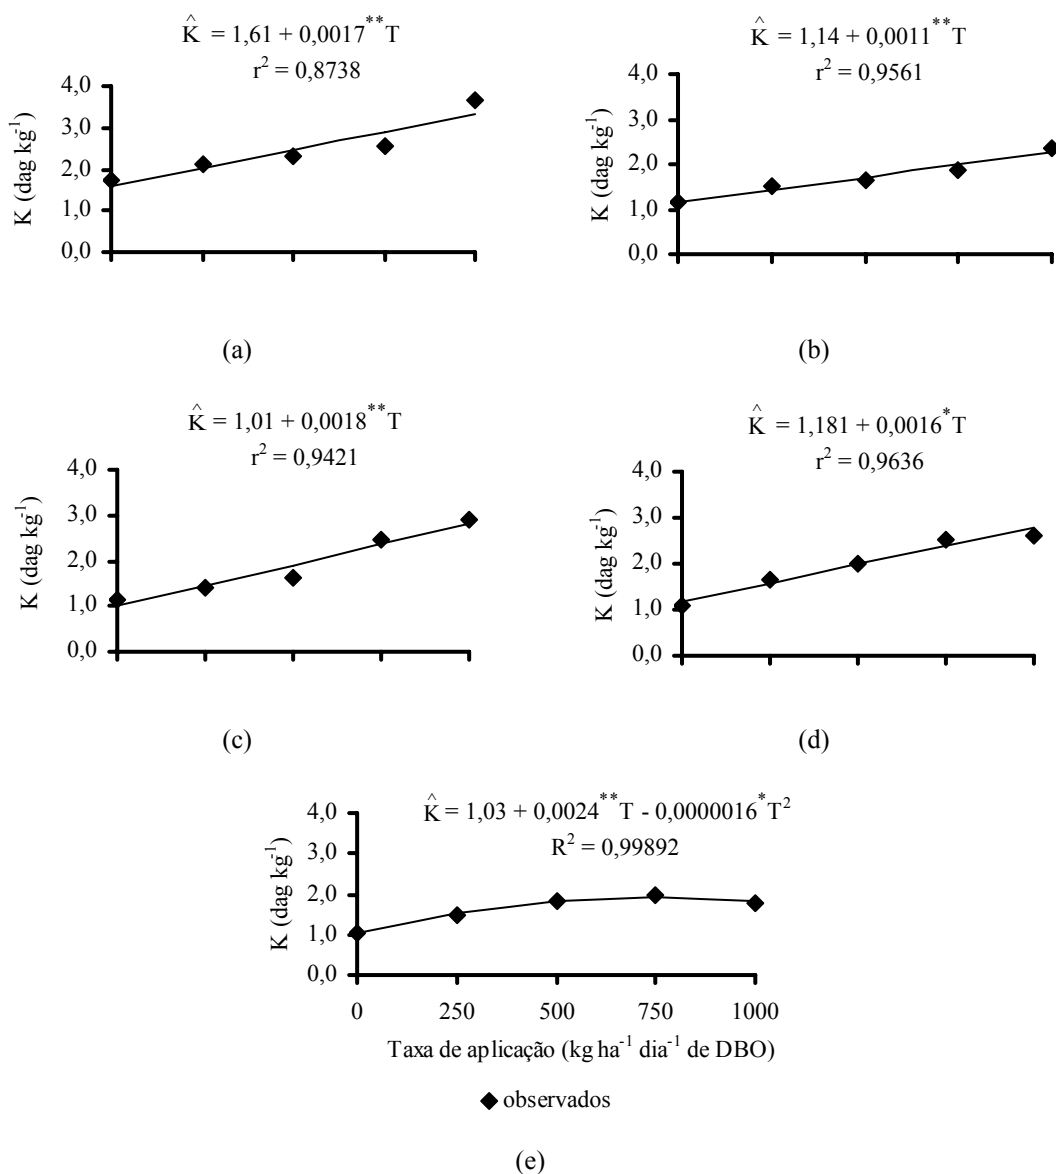 K̂ = 1,61 + 0,0017**T
r² = 0,8738
4,0
3,0
2,0
1,0
0,0
K (dag kg⁻¹)
(a)
K̂ = 1,14 + 0,0011**T
r² = 0,9561
4,0
3,0
2,0
1,0
0,0
K (dag kg⁻¹)
(b)
K̂ = 1,01 + 0,0018**T
r² = 0,9421
4,0
3,0
2,0
1,0
0,0
K (dag kg⁻¹)
(c)
K̂ = 1,181 + 0,0016*T
r² = 0,9636
4,0
3,0
2,0
1,0
0,0
K (dag kg⁻¹)
(d)
K̂ = 1,03 + 0,0024**T - 0,0000016*T²
R² = 0,99892
4,0
3,0
2,0
1,0
0,0
K (dag kg⁻¹)
0 250 500 750 1000
Taxa de aplicação (kg ha⁻¹ dia⁻¹ de DBO)
◆ observados
(e)